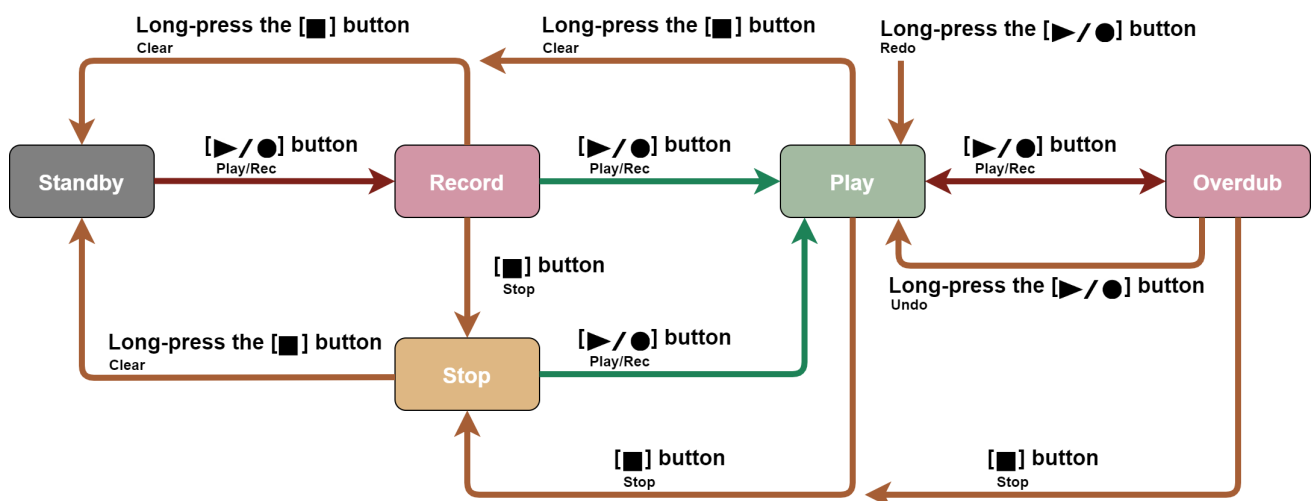 Long-press the [■] button
Clear
Long-press the [■] button
Clear
Long-press the [▶/●] button
Redo
[▶/●] button
Play/Rec
[▶/●] button
Play/Rec
[▶/●] button
Play/Rec
Standby
Record
Play
Overdub
[■] button
Stop
Long-press the [▶/●] button
Undo
Long-press the [■] button
Clear
[▶/●] button
Play/Rec
Stop
[■] button
Stop
[■] button
Stop